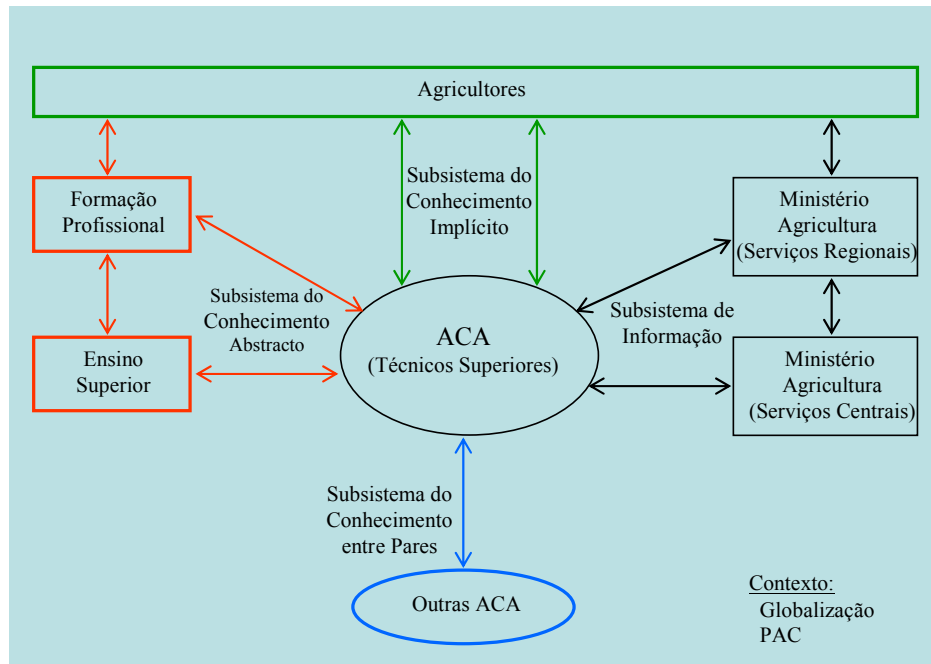 Agricultores
Formação
Profissional
Subsistema do
Conhecimento
Implícito
Ministério
Agricultura
(Serviços Regionais)
Subsistema do
Conhecimento
Abstracto
Subsistema de
Informação
Ensino
Superior
ACA
(Técnicos Superiores)
Ministério
Agricultura
(Serviços Centrais)
Subsistema do
Conhecimento
entre Pares
Outras ACA
Contexto:
Globalização
PAC